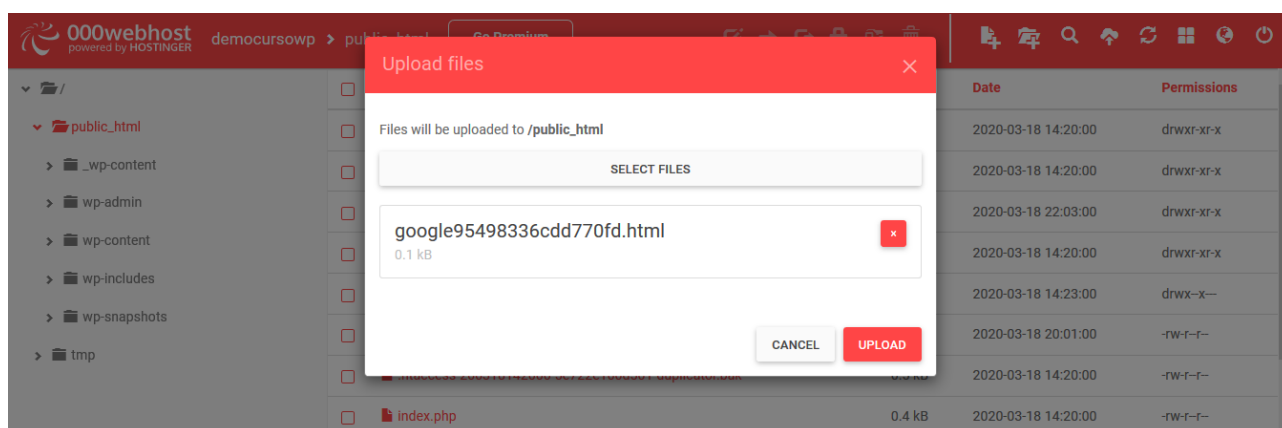 000webhost
powered by HOSTINGER
democursowp > public_html
Go Premium
Upload files
Files will be uploaded to /public_html
SELECT FILES
google95498336cdd770fd.html
0.1 kB
CANCEL
UPLOAD
/
public_html
_wp-content
wp-admin
wp-content
wp-includes
wp-snapshots
tmp
Date Permissions
2020-03-18 14:20:00 drwxr-xr-x
2020-03-18 14:20:00 drwxr-xr-x
2020-03-18 22:03:00 drwxr-xr-x
2020-03-18 14:20:00 drwxr-xr-x
2020-03-18 14:23:00 drwx--x---
2020-03-18 20:01:00 -rw-r--r--
2020-03-18 14:20:00 -rw-r--r--
index.php 0.4 kB 2020-03-18 14:20:00 -rw-r--r--